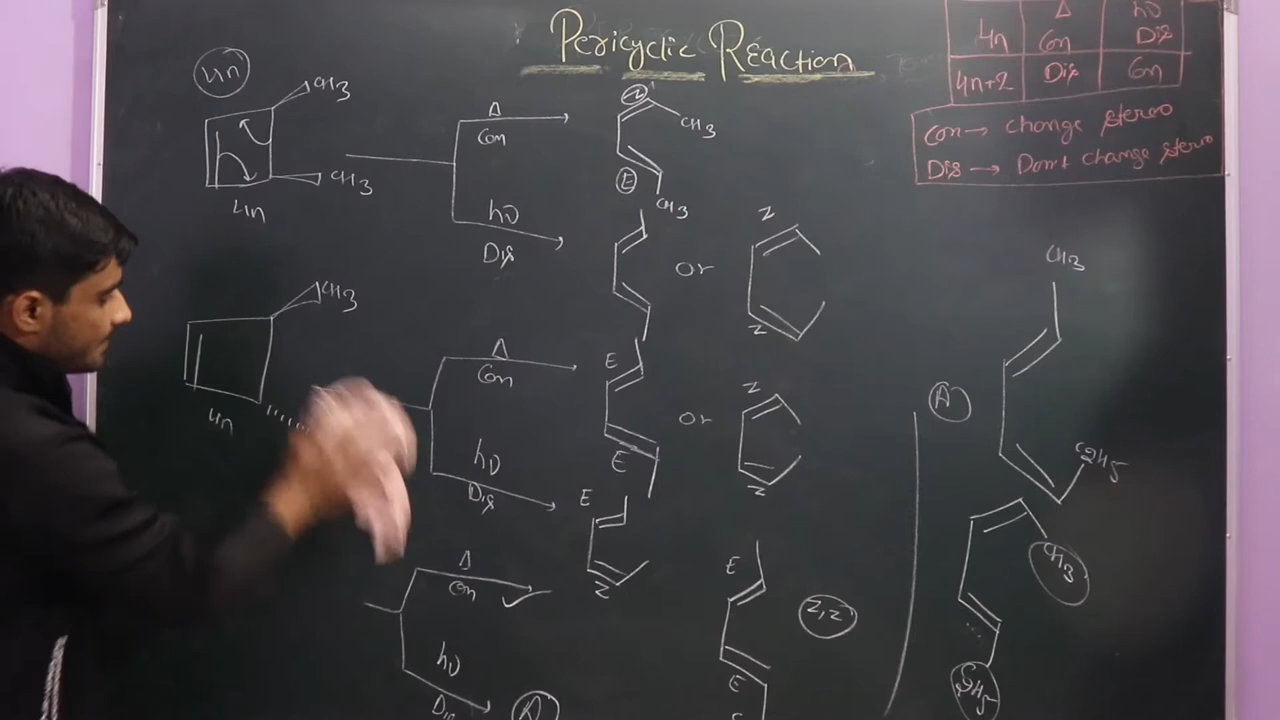 Pericyclic Reaction
Δ hν
4n Con Dis
4n+2 Dis Con
Con → change stereo
Dis → Don't change stereo
4n
CH3
CH3
4n
Δ
Con
hν
Dis
Z
CH3
E
CH3
Or
Z
Z
CH3
4n
Δ
Con
hν
Dis
E
E
Or
Z
Z
E
Z
Δ
Con
hν
Dis
A
E
E
Z,Z
A
CH3
C2H5
CH3
C2H5